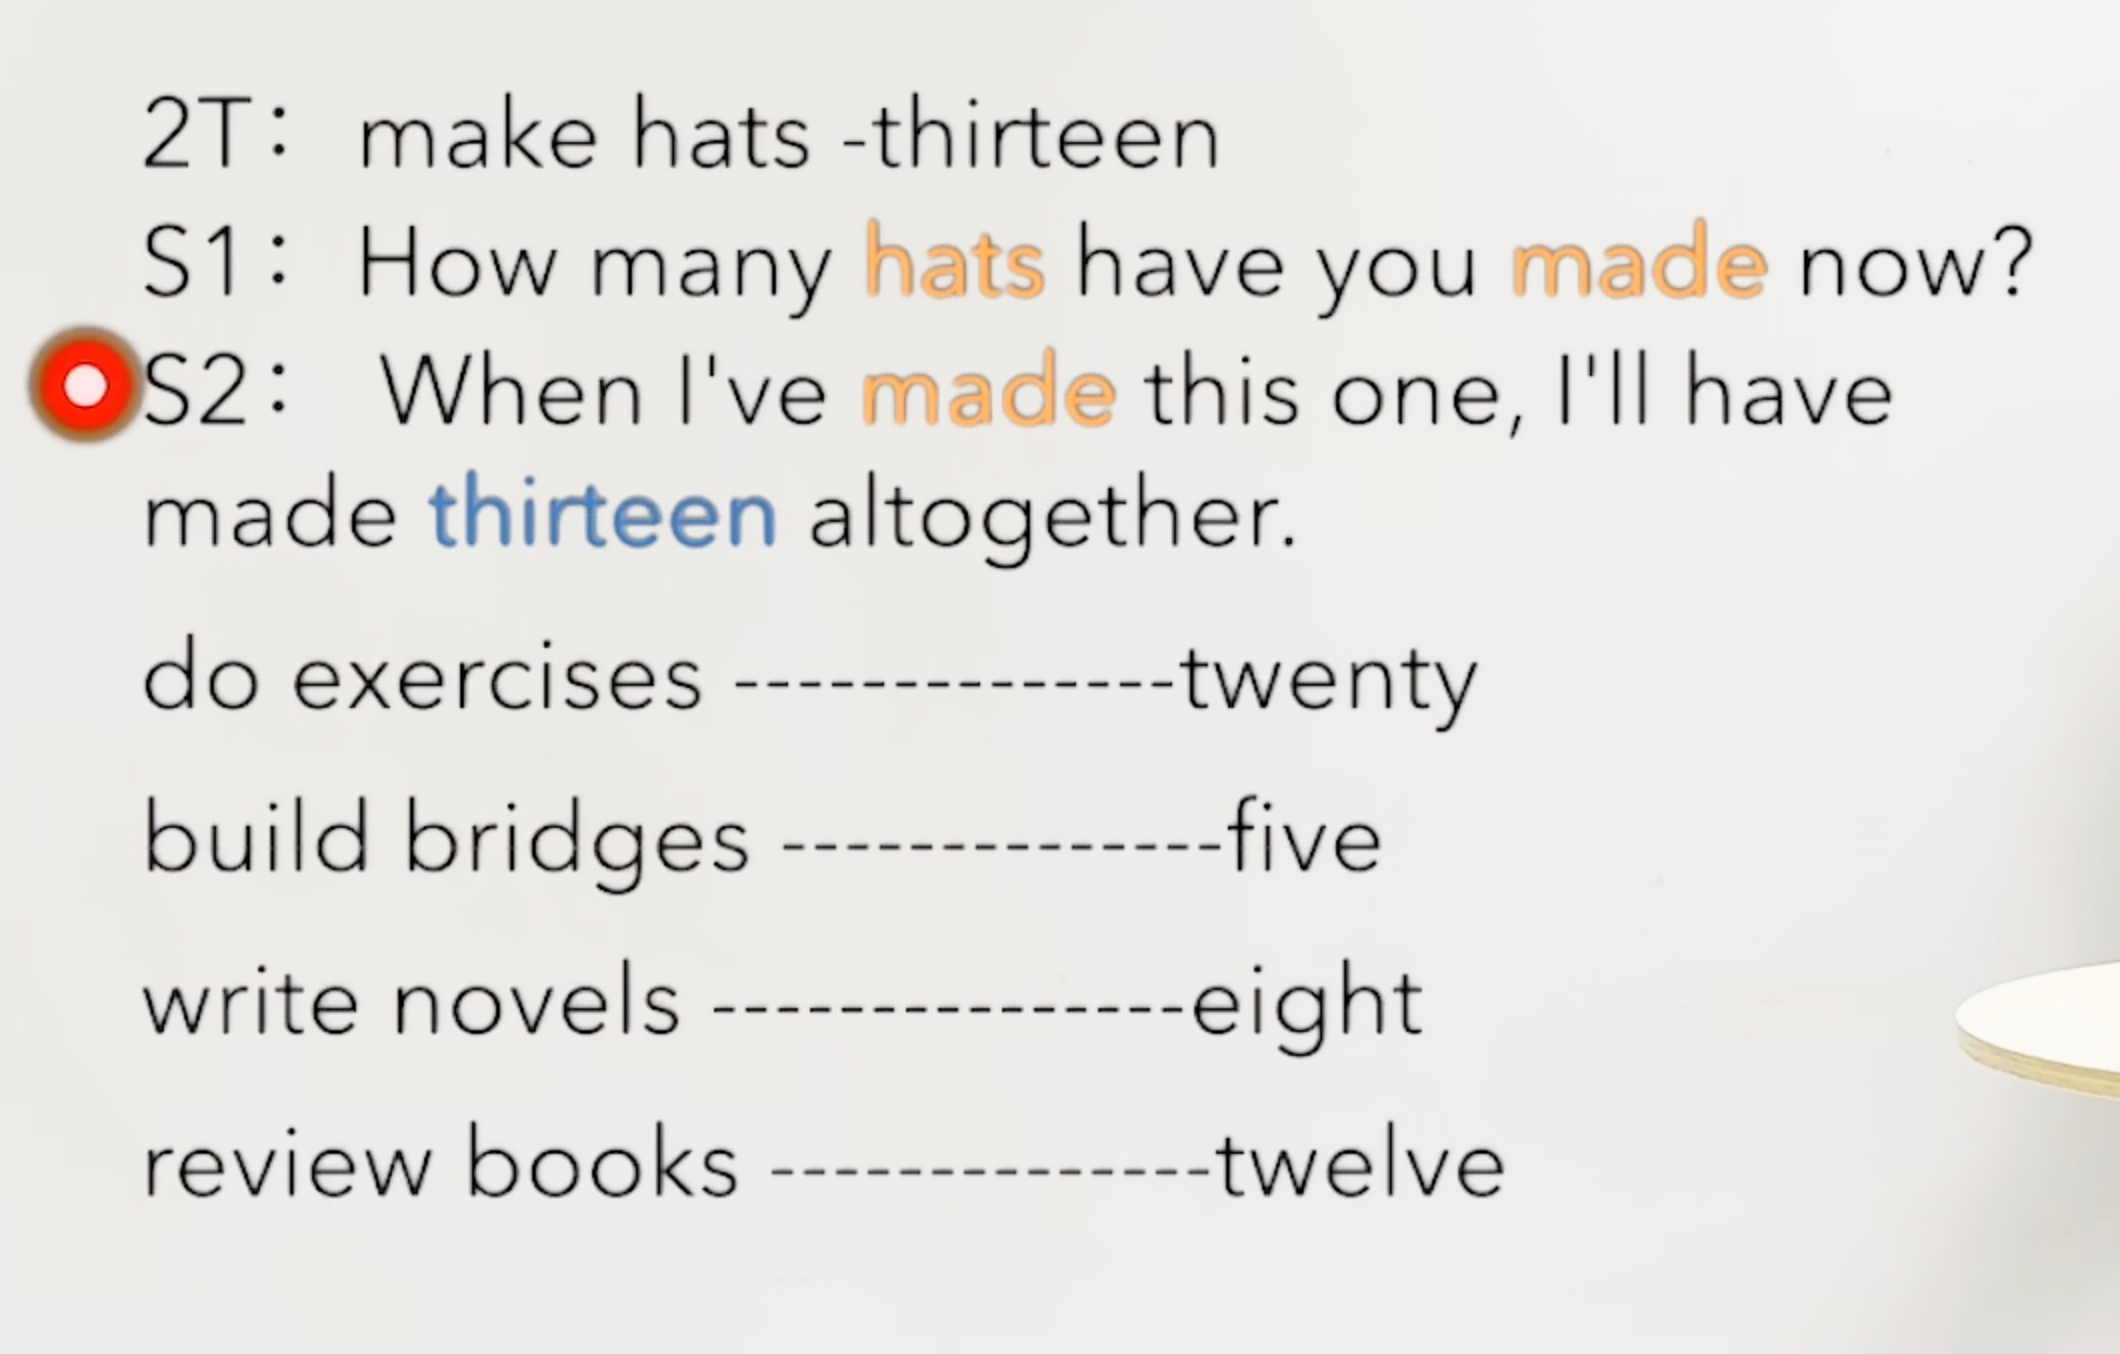 2T: make hats -thirteen
S1: How many hats have you made now?
S2: When I've made this one, I'll have
made thirteen altogether.
do exercises --------------twenty
build bridges --------------five
write novels ---------------eight
review books --------------twelve